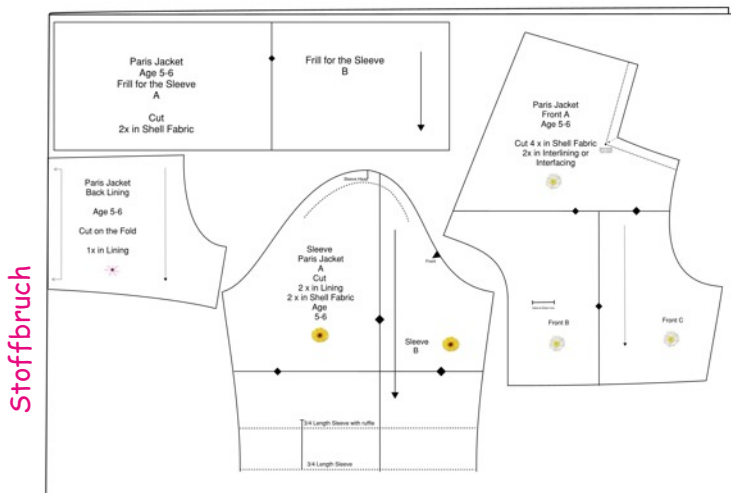 Paris Jacket
Age 5-6
Frill for the Sleeve
A
Cut
2x in Shell Fabric
Frill for the Sleeve
B
Paris Jacket
Front A
Age 5-6
Cut 4 x in Shell Fabric
2x in Interlining or
Interfacing
Paris Jacket
Back Lining
Age 5-6
Cut on the Fold
1x in Lining
Stoffbruch
Sleeve
Paris Jacket
A
Cut
2 x in Lining
2 x in Shell Fabric
Age
5-6
Front
Sleeve
B
Front B
Front C
3/4 Length Sleeve with ruffle
3/4 Length Sleeve